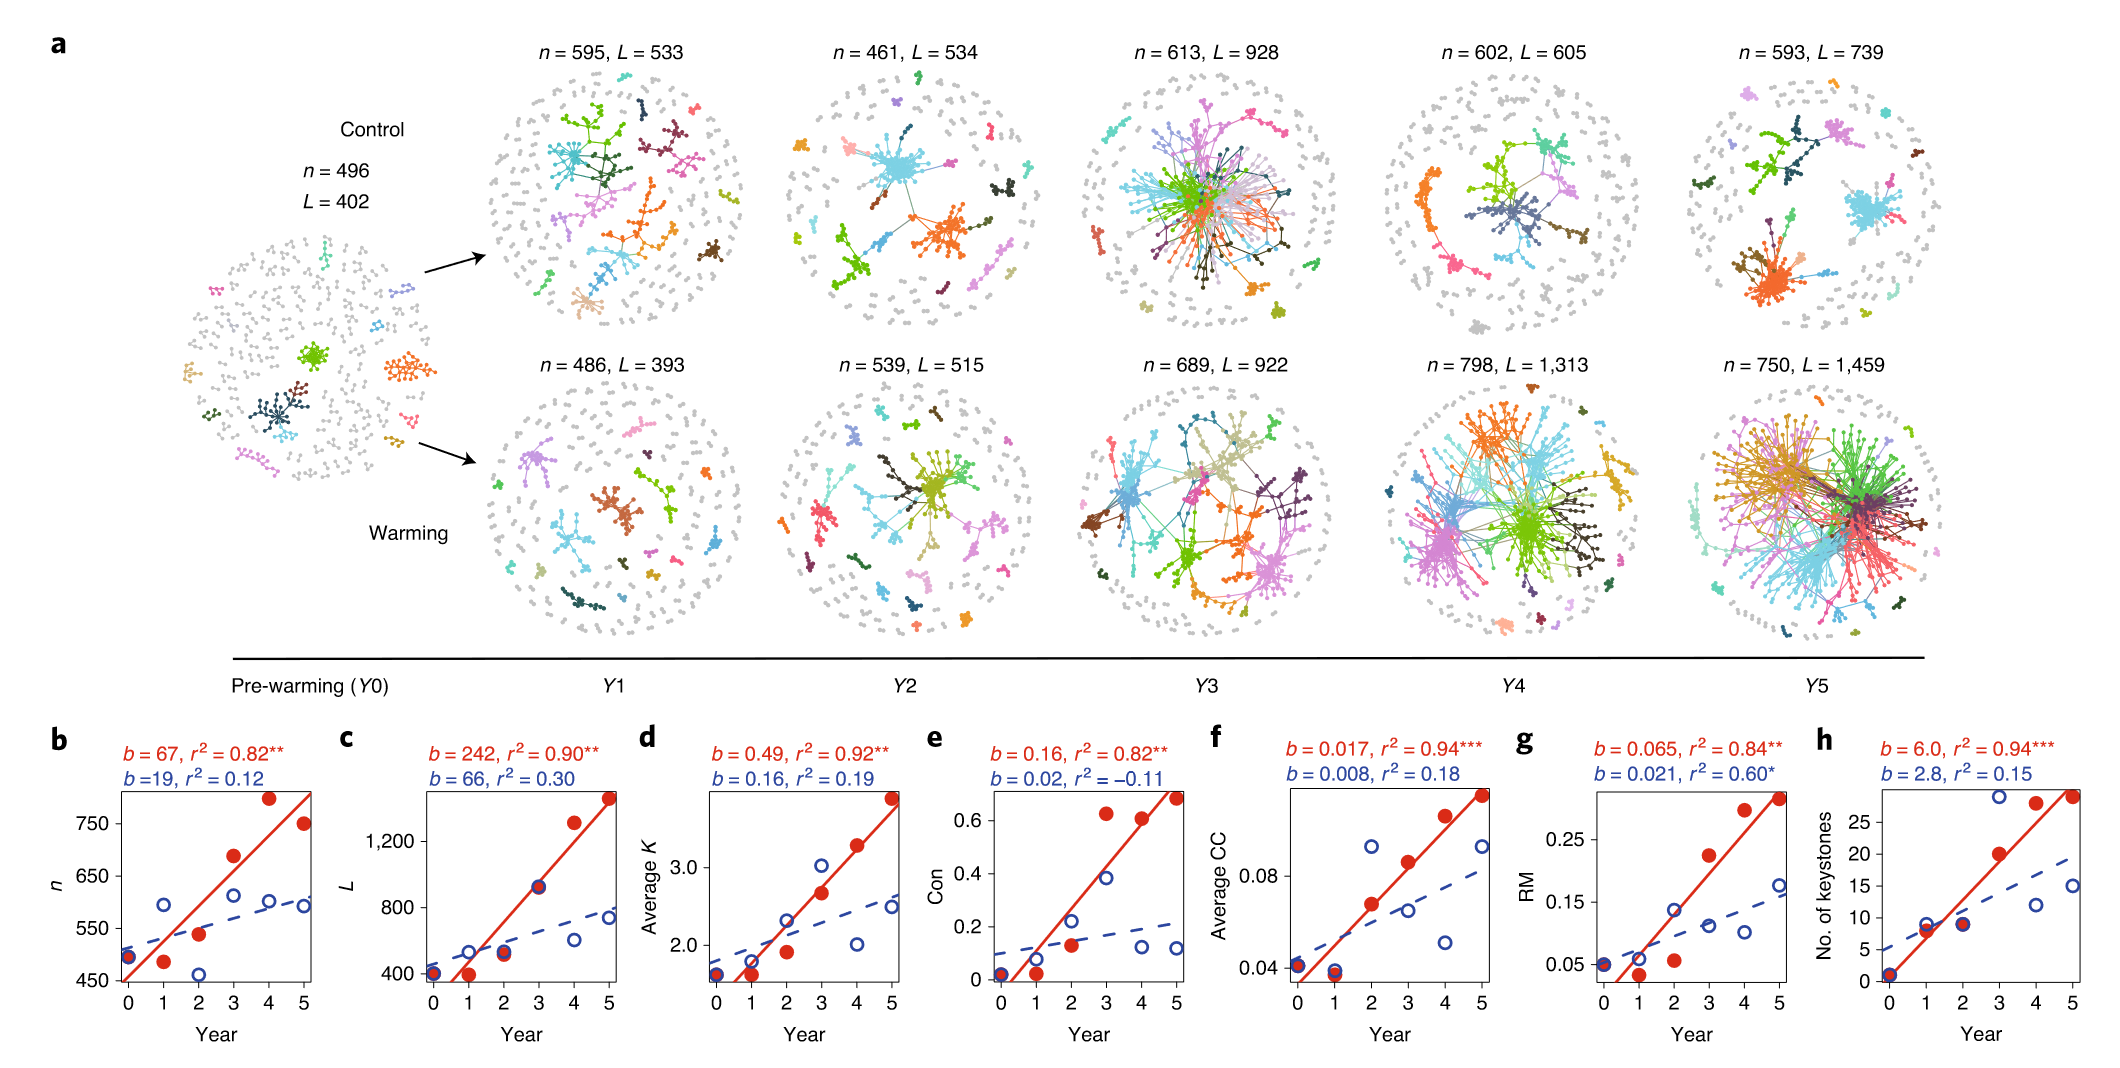 a
n = 595, L = 533
n = 461, L = 534
n = 613, L = 928
n = 602, L = 605
n = 593, L = 739
Control
n = 496
L = 402
n = 486, L = 393
n = 539, L = 515
n = 689, L = 922
n = 798, L = 1,313
n = 750, L = 1,459
Warming
Pre-warming (Y0)
Y1
Y2
Y3
Y4
Y5
b
b = 67, r² = 0.82**
b =19, r² = 0.12
n
750
650
550
450
0 1 2 3 4 5
Year
c
b = 242, r² = 0.90**
b = 66, r² = 0.30
L
1,200
800
400
0 1 2 3 4 5
Year
d
b = 0.49, r² = 0.92**
b = 0.16, r² = 0.19
Average K
3.0
2.0
0 1 2 3 4 5
Year
e
b = 0.16, r² = 0.82**
b = 0.02, r² = −0.11
Con
0.6
0.4
0.2
0
0 1 2 3 4 5
Year
f
b = 0.017, r² = 0.94***
b = 0.008, r² = 0.18
Average CC
0.08
0.04
0 1 2 3 4 5
Year
g
b = 0.065, r² = 0.84**
b = 0.021, r² = 0.60*
RM
0.25
0.15
0.05
0 1 2 3 4 5
Year
h
b = 6.0, r² = 0.94***
b = 2.8, r² = 0.15
No. of keystones
25
20
15
10
5
0
0 1 2 3 4 5
Year